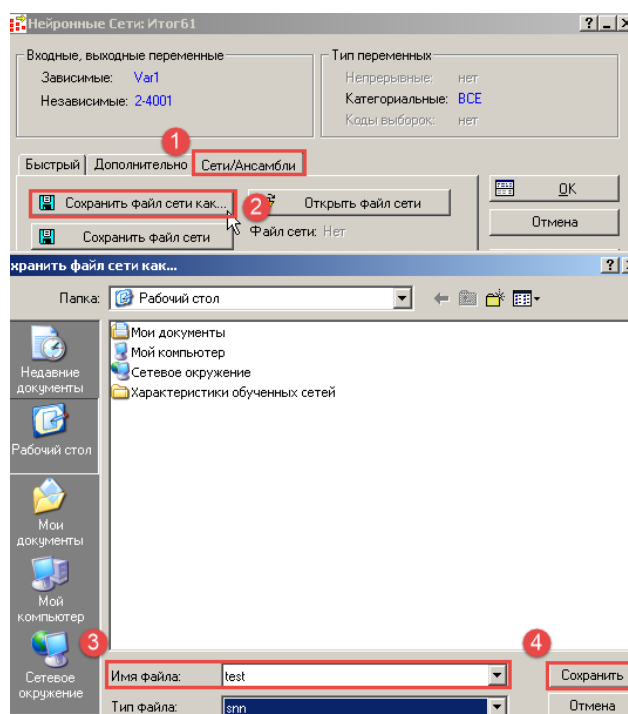 Нейронные Сети: Итог61
Входные, выходные переменные
Зависимые: Var1
Независимые: 2-4001
Тип переменных
Непрерывные: нет
Категориальные: ВСЕ
Коды выборок: нет
1
Быстрый Дополнительно Сети/Ансамбли
Сохранить файл сети как...
2
Открыть файл сети
OK
Сохранить файл сети
Файл сети: Нет
Отмена
хранить файл сети как...
Папка: Рабочий стол
Недавние
документы
Рабочий стол
Мои
документы
Мой
компьютер
Сетевое
окружение
Мои документы
Мой компьютер
Сетевое окружение
Характеристики обученных сетей
3
4
Имя файла: test
Сохранить
Тип файла: snn
Отмена